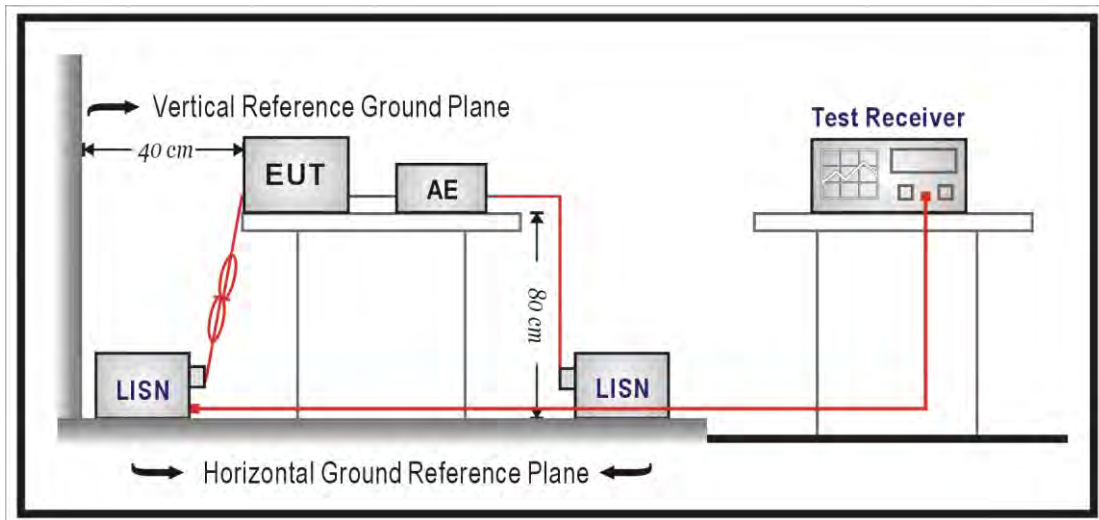 Vertical Reference Ground Plane
Test Receiver
40 cm
EUT
AE
80 cm
LISN
LISN
Horizontal Ground Reference Plane